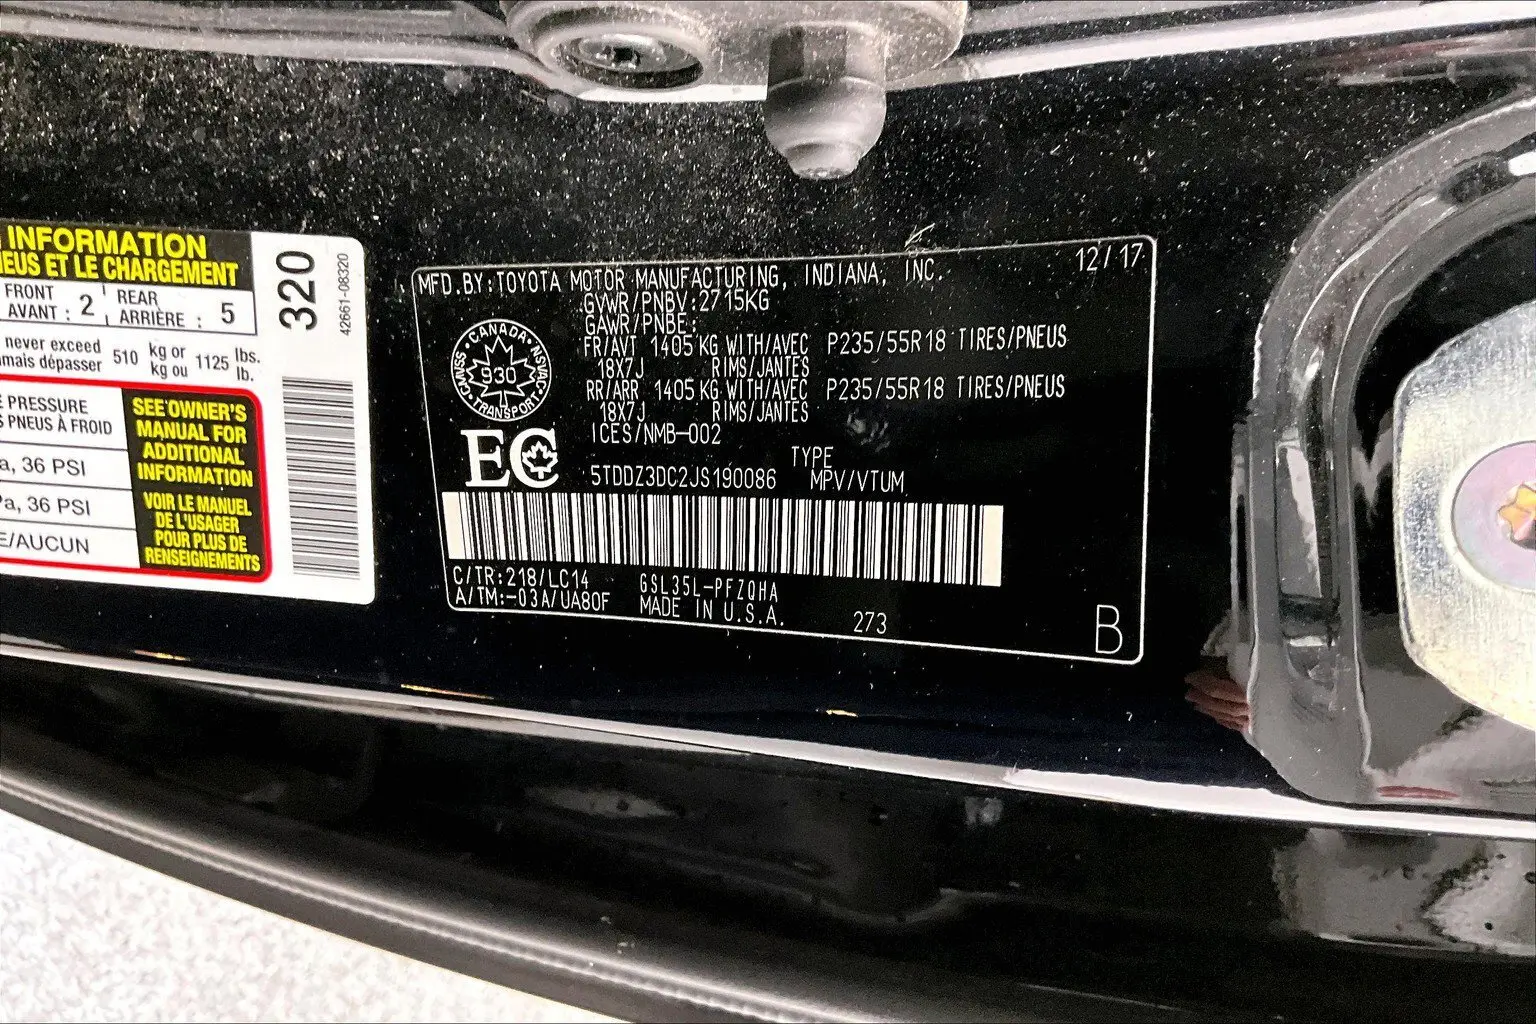 INFORMATION
NEUS ET LE CHARGEMENT
FRONT
AVANT : 2
REAR
ARRIÈRE : 5
never exceed
mais dépasser
510 kg or 1125 lbs.
kg ou lb.
PRESSURE
PNEUS À FROID
a, 36 PSI
Pa, 36 PSI
E/AUCUN
SEE OWNER'S
MANUAL FOR
ADDITIONAL
INFORMATION
VOIR LE MANUEL
DE L'USAGER
POUR PLUS DE
RENSEIGNEMENTS
320
42661-08320
MFD.BY:TOYOTA MOTOR MANUFACTURING, INDIANA, INC. 12/17
GVWR/PNBV:2715KG
GAWR/PNBE:
FR/AVT 1405KG WITH/AVEC P235/55R18 TIRES/PNEUS
18X7J RIMS/JANTES
RR/ARR 1405KG WITH/AVEC P235/55R18 TIRES/PNEUS
18X7J RIMS/JANTES
ICES/NMB-002
CANADA
NSVAC
TRANSPORT
CMVSS
G30
EC
5TDDZ3DC2JS190086
TYPE
MPV/VTUM
C/TR:218/LC14 GSL35L-PFZQHA
A/TM:-03A/UA80F MADE IN U.S.A.
273
B